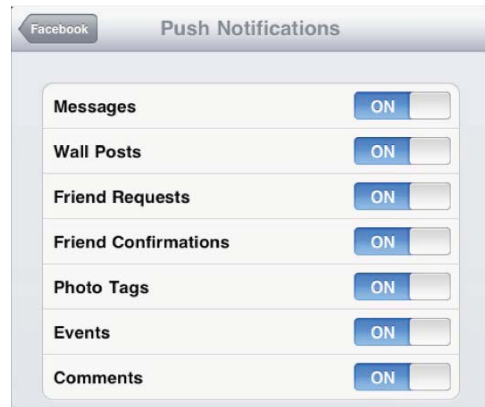 Facebook Push Notifications
Messages ON
Wall Posts ON
Friend Requests ON
Friend Confirmations ON
Photo Tags ON
Events ON
Comments ON